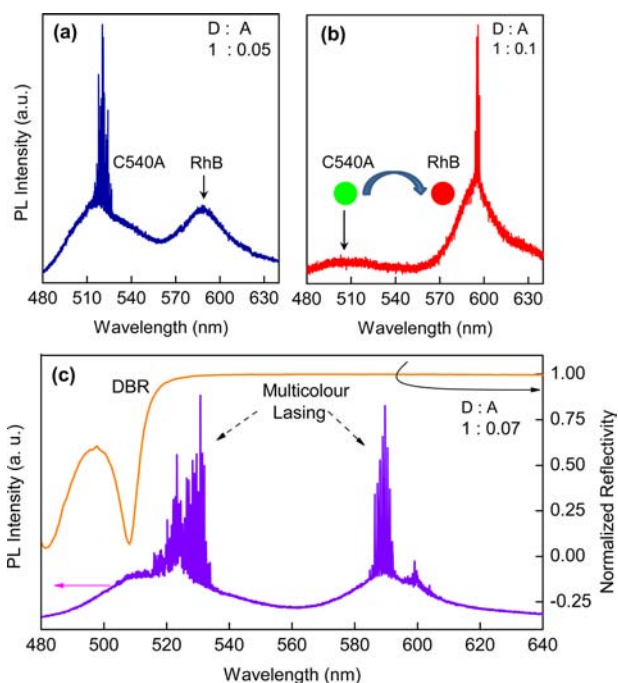 (a)
D : A
1 : 0.05
C540A
RhB
PL Intensity (a.u.)
480 510 540 570 600 630
Wavelength (nm)
(b)
D : A
1 : 0.1
C540A
RhB
480 510 540 570 600 630
Wavelength (nm)
(c)
DBR
Multicolour
Lasing
D : A
1 : 0.07
PL Intensity (a. u.)
1.00
0.75
0.50
0.25
0.00
-0.25
Normalized Reflectivity
480 500 520 540 560 580 600 620 640
Wavelength (nm)